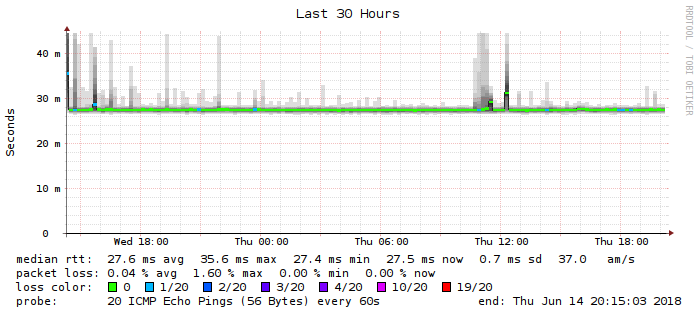 Last 30 Hours
RRDTOOL / TOBI OETIKER
Seconds
40 m
30 m
20 m
10 m
0
Wed 18:00 Thu 00:00 Thu 06:00 Thu 12:00 Thu 18:00
median rtt: 27.6 ms avg 35.6 ms max 27.4 ms min 27.5 ms now 0.7 ms sd 37.0 am/s
packet loss: 0.04 % avg 1.60 % max 0.00 % min 0.00 % now
loss color: 0 1/20 2/20 3/20 4/20 10/20 19/20
probe: 20 ICMP Echo Pings (56 Bytes) every 60s end: Thu Jun 14 20:15:03 2018